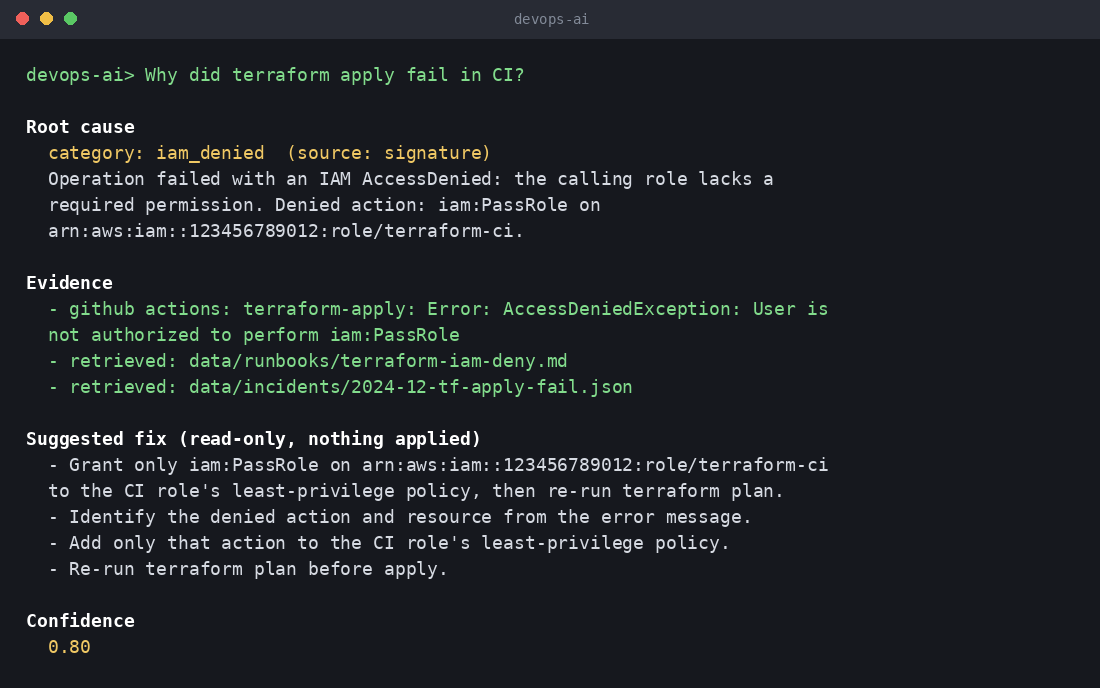 devops-ai
devops-ai> Why did terraform apply fail in CI?
Root cause
category: iam_denied  (source: signature)
Operation failed with an IAM AccessDenied: the calling role lacks a
required permission. Denied action: iam:PassRole on
arn:aws:iam::123456789012:role/terraform-ci.
Evidence
- github actions: terraform-apply: Error: AccessDeniedException: User is
not authorized to perform iam:PassRole
- retrieved: data/runbooks/terraform-iam-deny.md
- retrieved: data/incidents/2024-12-tf-apply-fail.json
Suggested fix (read-only, nothing applied)
- Grant only iam:PassRole on arn:aws:iam::123456789012:role/terraform-ci
to the CI role's least-privilege policy, then re-run terraform plan.
- Identify the denied action and resource from the error message.
- Add only that action to the CI role's least-privilege policy.
- Re-run terraform plan before apply.
Confidence
0.80